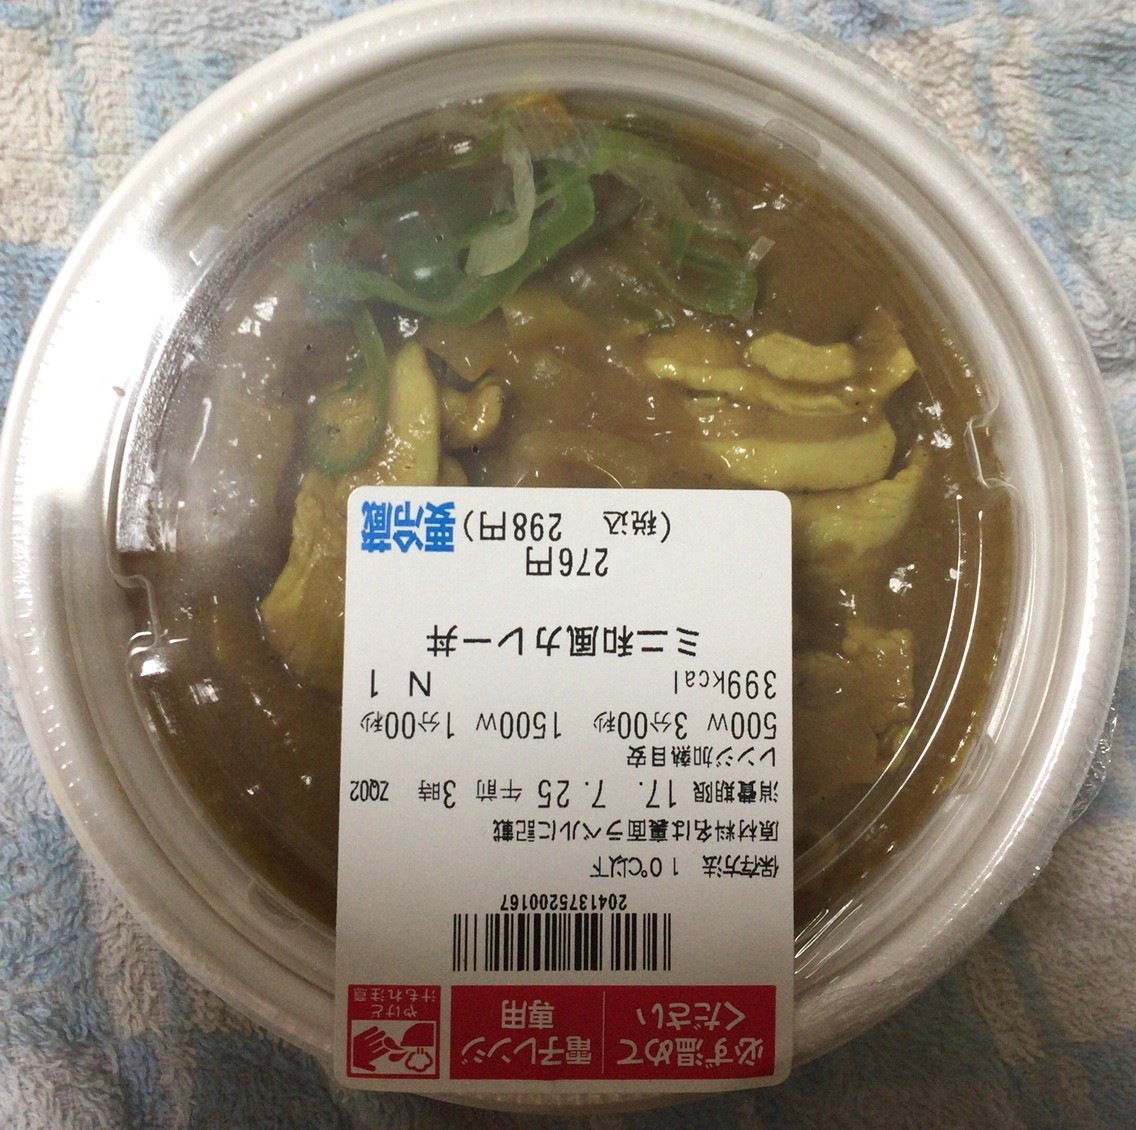 必ず温めて
ください
電子レンジ
専用
やけど
汁もれ注意
2041375200167
保存方法 10℃以下
原材料名は裏面ラベルに記載
消費期限 17. 7. 25 午前 3時 ZQ02
レンジ加熱目安
500W 3分00秒 1500W 1分00秒
399kcal N 1
ミニ和風カレー丼
276円
(税込 298円)
要冷蔵